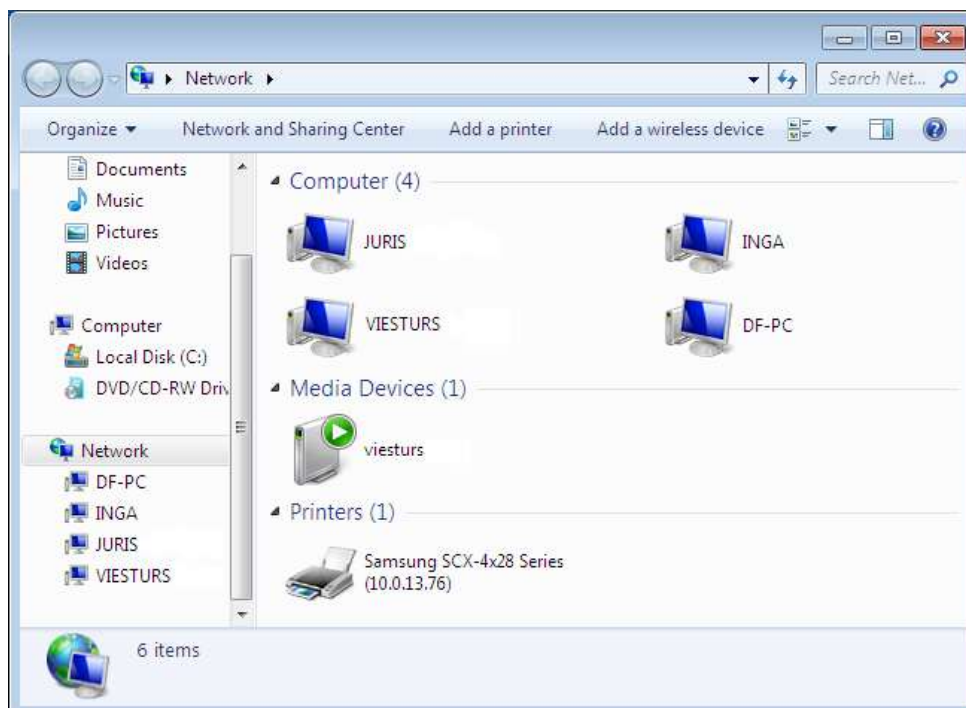 Network
Search Net...
Organize
Network and Sharing Center
Add a printer
Add a wireless device
Documents
Music
Pictures
Videos
Computer
Local Disk (C:)
DVD/CD-RW Driv
Network
DF-PC
INGA
JURIS
VIESTURS
Computer (4)
JURIS
INGA
VIESTURS
DF-PC
Media Devices (1)
viesturs
Printers (1)
Samsung SCX-4x28 Series
(10.0.13.76)
6 items